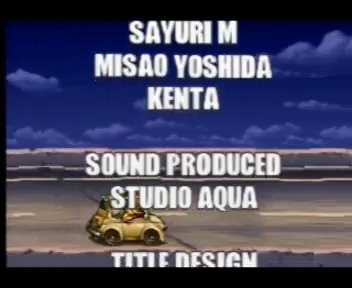 SAYURI M
MISAO YOSHIDA
KENTA
SOUND PRODUCED
STUDIO AQUA
TITLE DESIGN